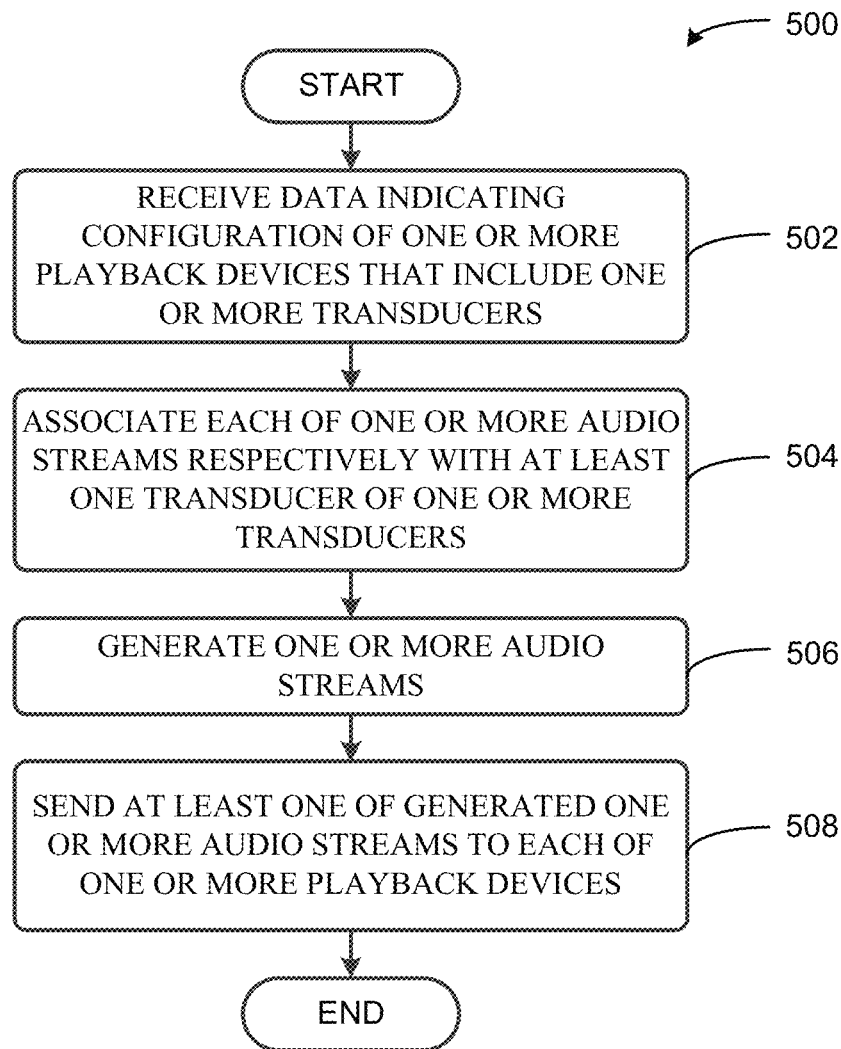 500
START
RECEIVE DATA INDICATING
CONFIGURATION OF ONE OR MORE
PLAYBACK DEVICES THAT INCLUDE ONE
OR MORE TRANSDUCERS
502
ASSOCIATE EACH OF ONE OR MORE AUDIO
STREAMS RESPECTIVELY WITH AT LEAST
ONE TRANSDUCER OF ONE OR MORE
TRANSDUCERS
504
GENERATE ONE OR MORE AUDIO
STREAMS
506
SEND AT LEAST ONE OF GENERATED ONE
OR MORE AUDIO STREAMS TO EACH OF
ONE OR MORE PLAYBACK DEVICES
508
END